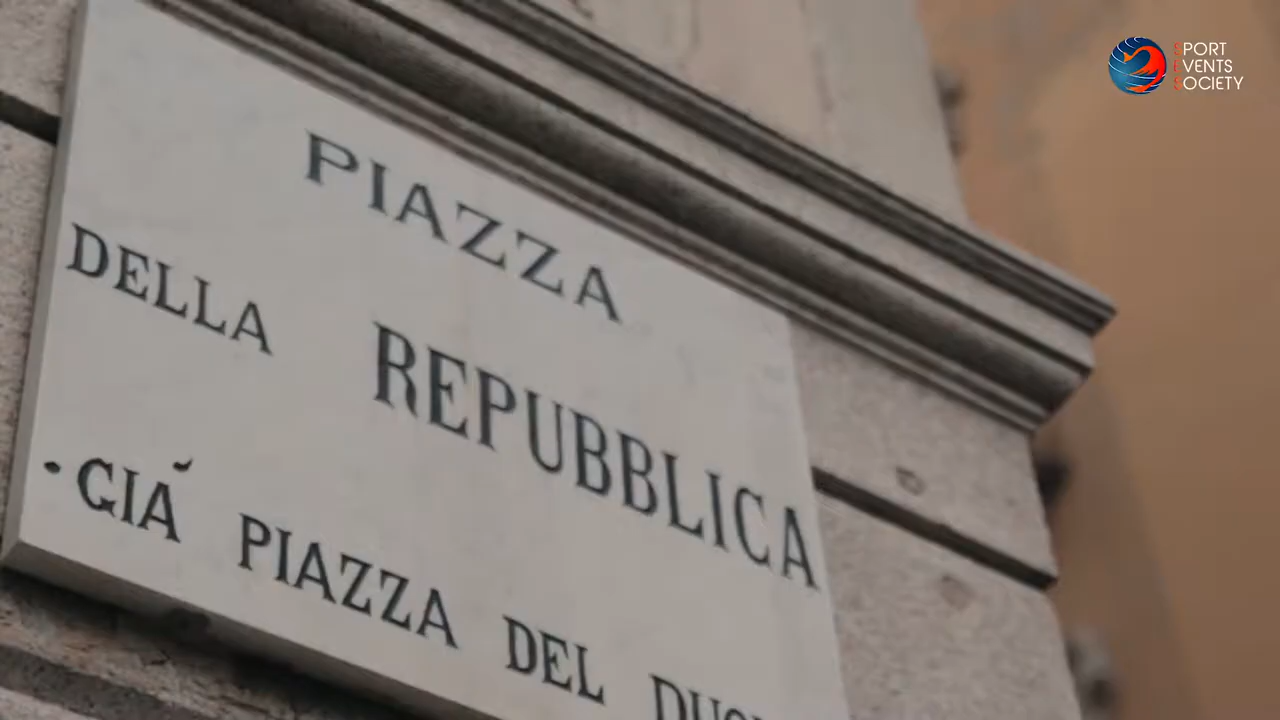 PIAZZA
DELLA REPUBBLICA
·GIÀ PIAZZA DEL
SPORT
EVENTS
SOCIETY